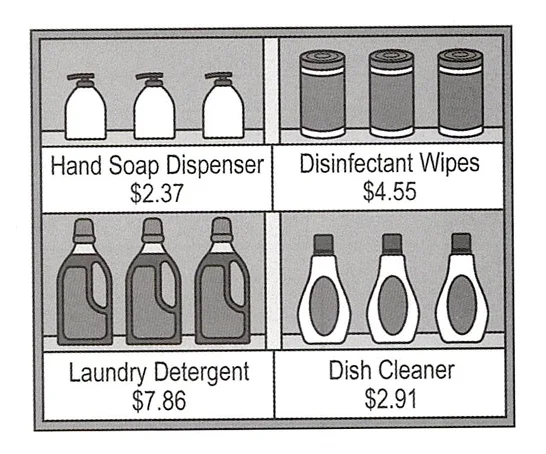 Hand Soap Dispenser
$2.37
Disinfectant Wipes
$4.55
Laundry Detergent
$7.86
Dish Cleaner
$2.91